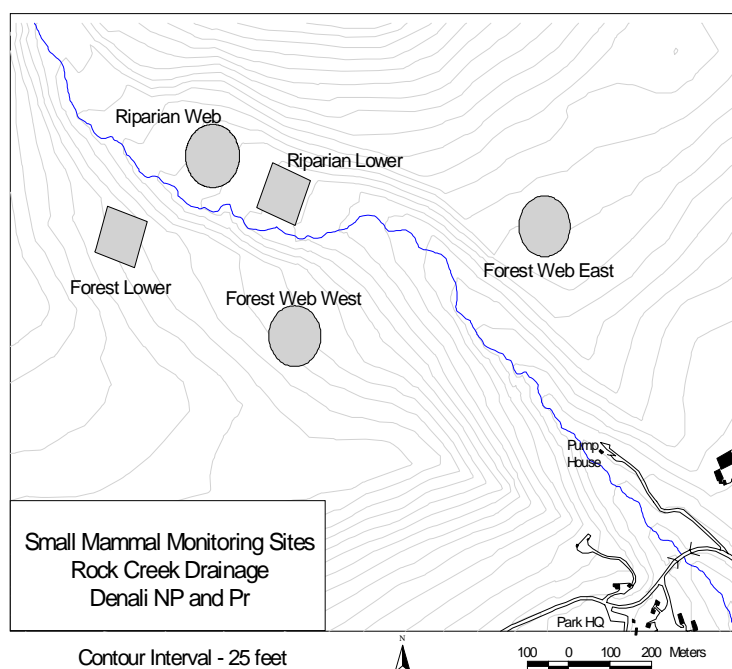 Riparian Web
Riparian Lower
Forest Lower
Forest Web West
Forest Web East
Pump
House
Small Mammal Monitoring Sites
Rock Creek Drainage
Denali NP and Pr
Park HQ
Contour Interval - 25 feet
N
100 0 100 200 Meters